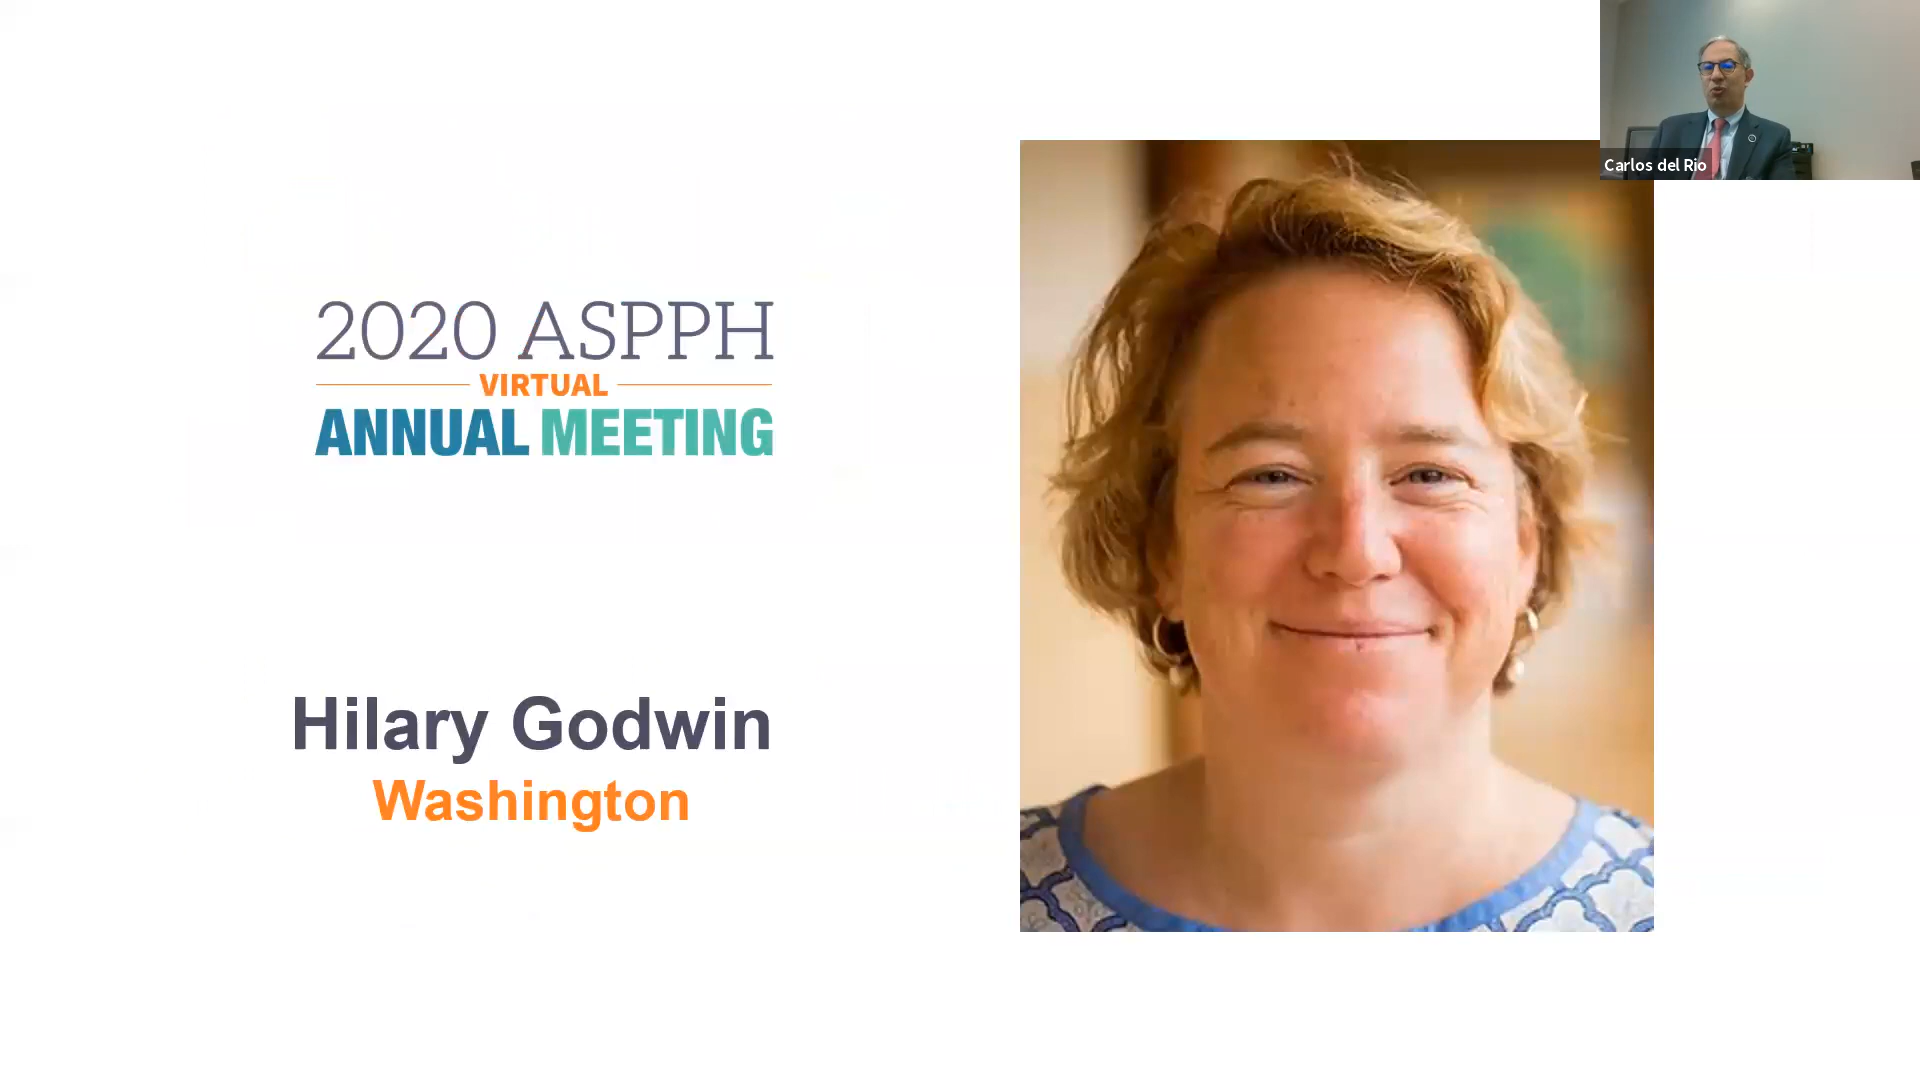 Carlos del Rio
2020 ASPPH
VIRTUAL
ANNUAL MEETING
Hilary Godwin
Washington